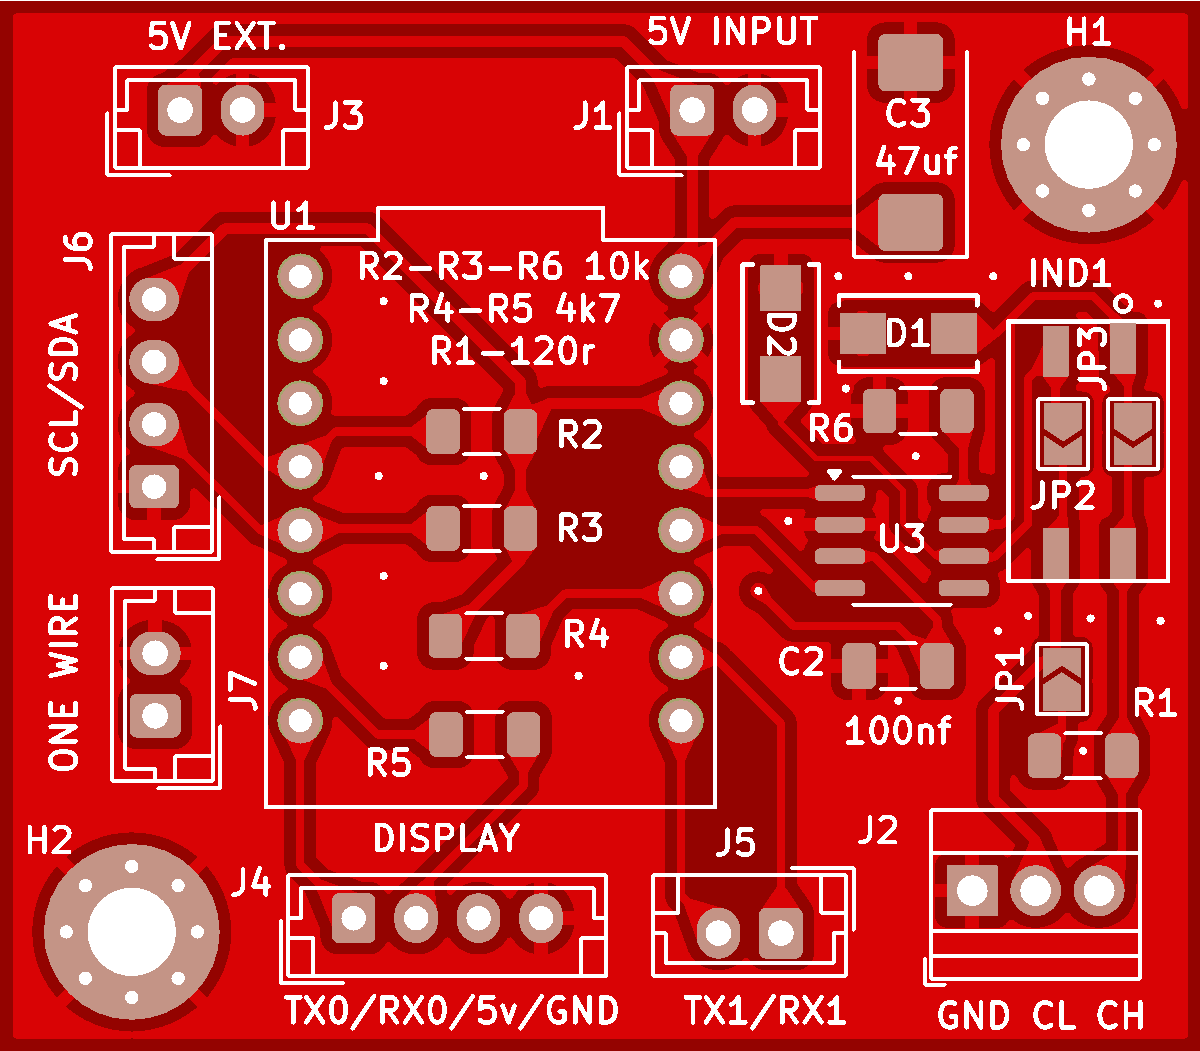 5V EXT.
5V INPUT
H1
J3
J1
C3
47uf
U1
J6
R2-R3-R6 10k
R4-R5 4k7
R1-120r
IND1
D2
D1
JP3
SCL/SDA
R2
R6
JP2
R3
U3
R4
C2
JP1
ONE WIRE
J7
R1
100nf
R5
H2
DISPLAY
J5
J2
J4
TX0/RX0/5v/GND
TX1/RX1
GND CL CH